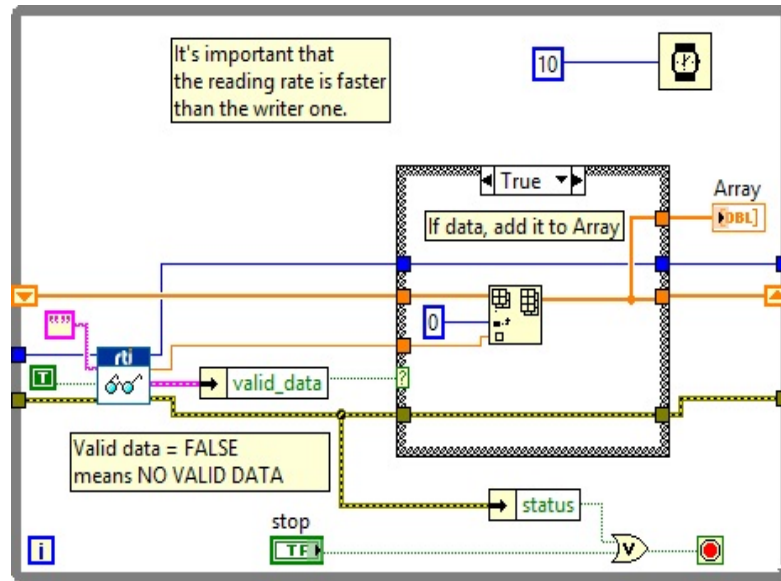 It's important that
the reading rate is faster
than the writer one.
10
True
Array
DBL]
If data, add it to Array
""
0
rti
T
valid_data
?
Valid data = FALSE
means NO VALID DATA
status
stop
TF
V
i